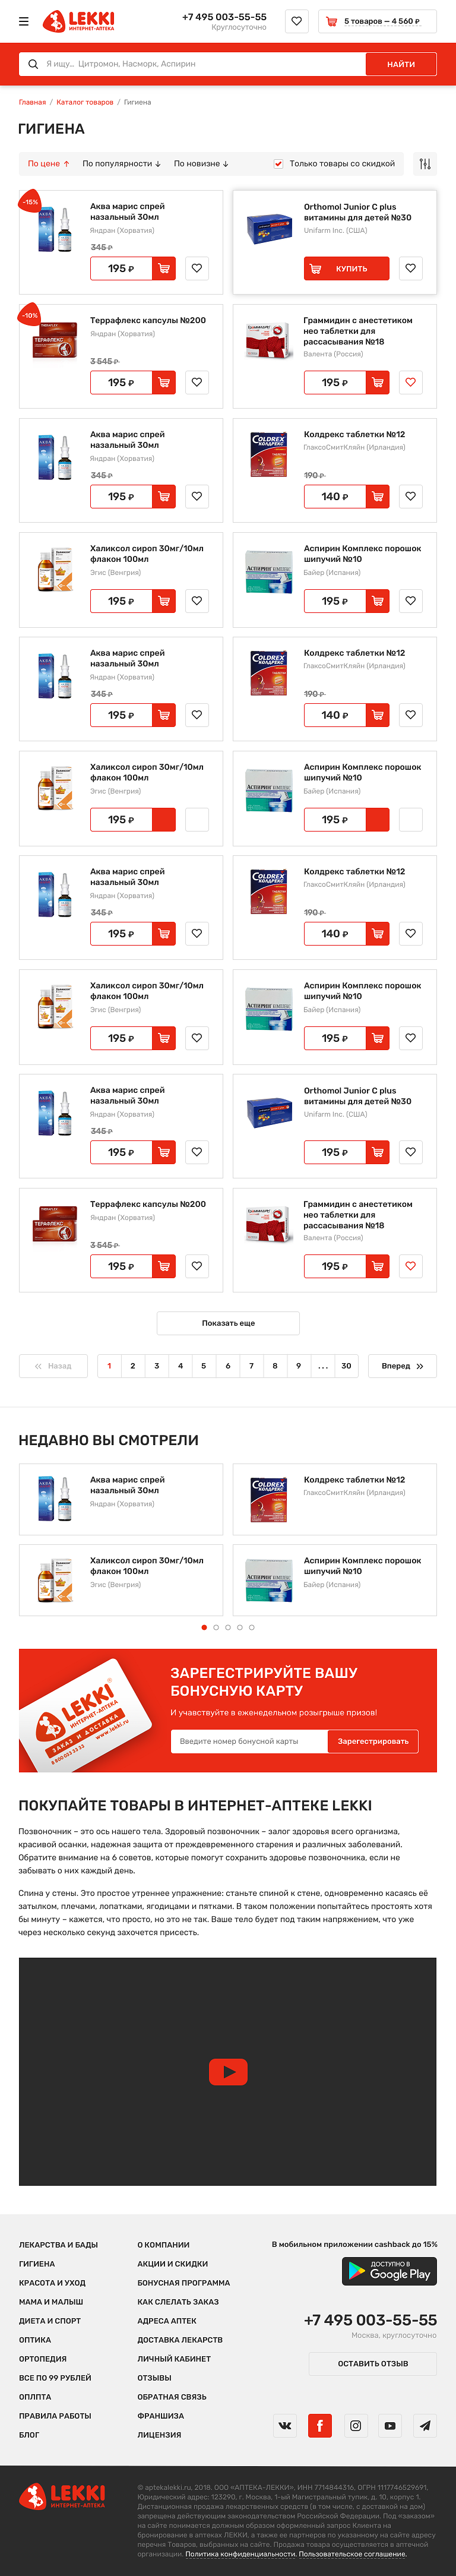 LEKKI
ИНТЕРНЕТ-АПТЕКА
+7 495 003-55-55
Круглосуточно
5 товаров — 4 560 ₽
Я ищу.. Цитромон, Насморк, Аспирин
НАЙТИ
Главная / Каталог товаров / Гигиена
ГИГИЕНА
По цене ↑ По популярности ↓ По новизне ↓ Только товары со скидкой
-15%
Аква марис спрей
назальный 30мл
Ядран (Хорватия)
345 ₽
195 ₽
Orthomol Junior C plus
витамины для детей №30
Unifarm Inc. (США)
КУПИТЬ
-10%
Террафлекс капсулы №200
Ядран (Хорватия)
3 545 ₽
195 ₽
Граммидин с анестетиком
нео таблетки для
рассасывания №18
Валента (Россия)
195 ₽
Аква марис спрей
назальный 30мл
Ядран (Хорватия)
345 ₽
195 ₽
Колдрекс таблетки №12
ГлаксоСмитКляйн (Ирландия)
190 ₽
140 ₽
Халиксол сироп 30мг/10мл
флакон 100мл
Эгис (Венгрия)
195 ₽
Аспирин Комплекс порошок
шипучий №10
Байер (Испания)
195 ₽
Аква марис спрей
назальный 30мл
Ядран (Хорватия)
345 ₽
195 ₽
Колдрекс таблетки №12
ГлаксоСмитКляйн (Ирландия)
190 ₽
140 ₽
Халиксол сироп 30мг/10мл
флакон 100мл
Эгис (Венгрия)
195 ₽
Аспирин Комплекс порошок
шипучий №10
Байер (Испания)
195 ₽
Аква марис спрей
назальный 30мл
Ядран (Хорватия)
345 ₽
195 ₽
Колдрекс таблетки №12
ГлаксоСмитКляйн (Ирландия)
190 ₽
140 ₽
Халиксол сироп 30мг/10мл
флакон 100мл
Эгис (Венгрия)
195 ₽
Аспирин Комплекс порошок
шипучий №10
Байер (Испания)
195 ₽
Аква марис спрей
назальный 30мл
Ядран (Хорватия)
345 ₽
195 ₽
Orthomol Junior C plus
витамины для детей №30
Unifarm Inc. (США)
195 ₽
Террафлекс капсулы №200
Ядран (Хорватия)
3 545 ₽
195 ₽
Граммидин с анестетиком
нео таблетки для
рассасывания №18
Валента (Россия)
195 ₽
Показать еще
« Назад 1 2 3 4 5 6 7 8 9 ... 30 Вперед »
НЕДАВНО ВЫ СМОТРЕЛИ
Аква марис спрей
назальный 30мл
Ядран (Хорватия)
Колдрекс таблетки №12
ГлаксоСмитКляйн (Ирландия)
Халиксол сироп 30мг/10мл
флакон 100мл
Эгис (Венгрия)
Аспирин Комплекс порошок
шипучий №10
Байер (Испания)
LEKKI
ИНТЕРНЕТ-АПТЕКА
ЗАКАЗ И ДОСТАВКА
www.lekki.ru
ЗАРЕГЕСТРИРУЙТЕ ВАШУ
БОНУСНУЮ КАРТУ
И учавствуйте в еженедельном розыгрыше призов!
Введите номер бонусной карты
Зарегестрировать
ПОКУПАЙТЕ ТОВАРЫ В ИНТЕРНЕТ-АПТЕКЕ LEKKI
Позвоночник – это ось нашего тела. Здоровый позвоночник – залог здоровья всего организма,
красивой осанки, надежная защита от преждевременного старения и различных заболеваний.
Обратите внимание на 6 советов, которые помогут сохранить здоровье позвоночника, если не
забывать о них каждый день.
Спина у стены. Это простое утреннее упражнение: станьте спиной к стене, одновременно касаясь её
затылком, плечами, лопатками, ягодицами и пятками. В таком положении попытайтесь простоять хотя
бы минуту – кажется, что просто, но это не так. Ваше тело будет под таким напряжением, что уже
через несколько секунд захочется присесть.
ЛЕКАРСТВА И БАДЫ
ГИГИЕНА
КРАСОТА И УХОД
МАМА И МАЛЫШ
ДИЕТА И СПОРТ
ОПТИКА
ОРТОПЕДИЯ
ВСЕ ПО 99 РУБЛЕЙ
ОПЛПТА
ПРАВИЛА РАБОТЫ
БЛОГ
О КОМПАНИИ
АКЦИИ И СКИДКИ
БОНУСНАЯ ПРОГРАММА
КАК СЛЕЛАТЬ ЗАКАЗ
АДРЕСА АПТЕК
ДОСТАВКА ЛЕКАРСТВ
ЛИЧНЫЙ КАБИНЕТ
ОТЗЫВЫ
ОБРАТНАЯ СВЯЗЬ
ФРАНШИЗА
ЛИЦЕНЗИЯ
В мобильном приложении cashback до 15%
ДОСТУПНО В
Google Play
+7 495 003-55-55
Москва, круглосуточно
ОСТАВИТЬ ОТЗЫВ
LEKKI
ИНТЕРНЕТ-АПТЕКА
© aptekalekki.ru, 2018. ООО «АПТЕКА-ЛЕККИ», ИНН 7714844316, ОГРН 1117746529691,
Юридический адрес: 123290, г. Москва, 1-ый Магистральный тупик, д. 10, корпус 1.
Дистанционная продажа лекарственных средств (в том числе, с доставкой на дом)
запрещена действующим законодательством Российской Федерации. Под «заказом»
на сайте понимается должным образом оформленный запрос Клиента на
бронирование в аптеках ЛЕККИ, а также ее партнеров по указанному на сайте адресу
перечня Товаров, выбранных на сайте. Продажа товара осуществляется в аптечной
организации. Политика конфиденциальности. Пользовательское соглашение.